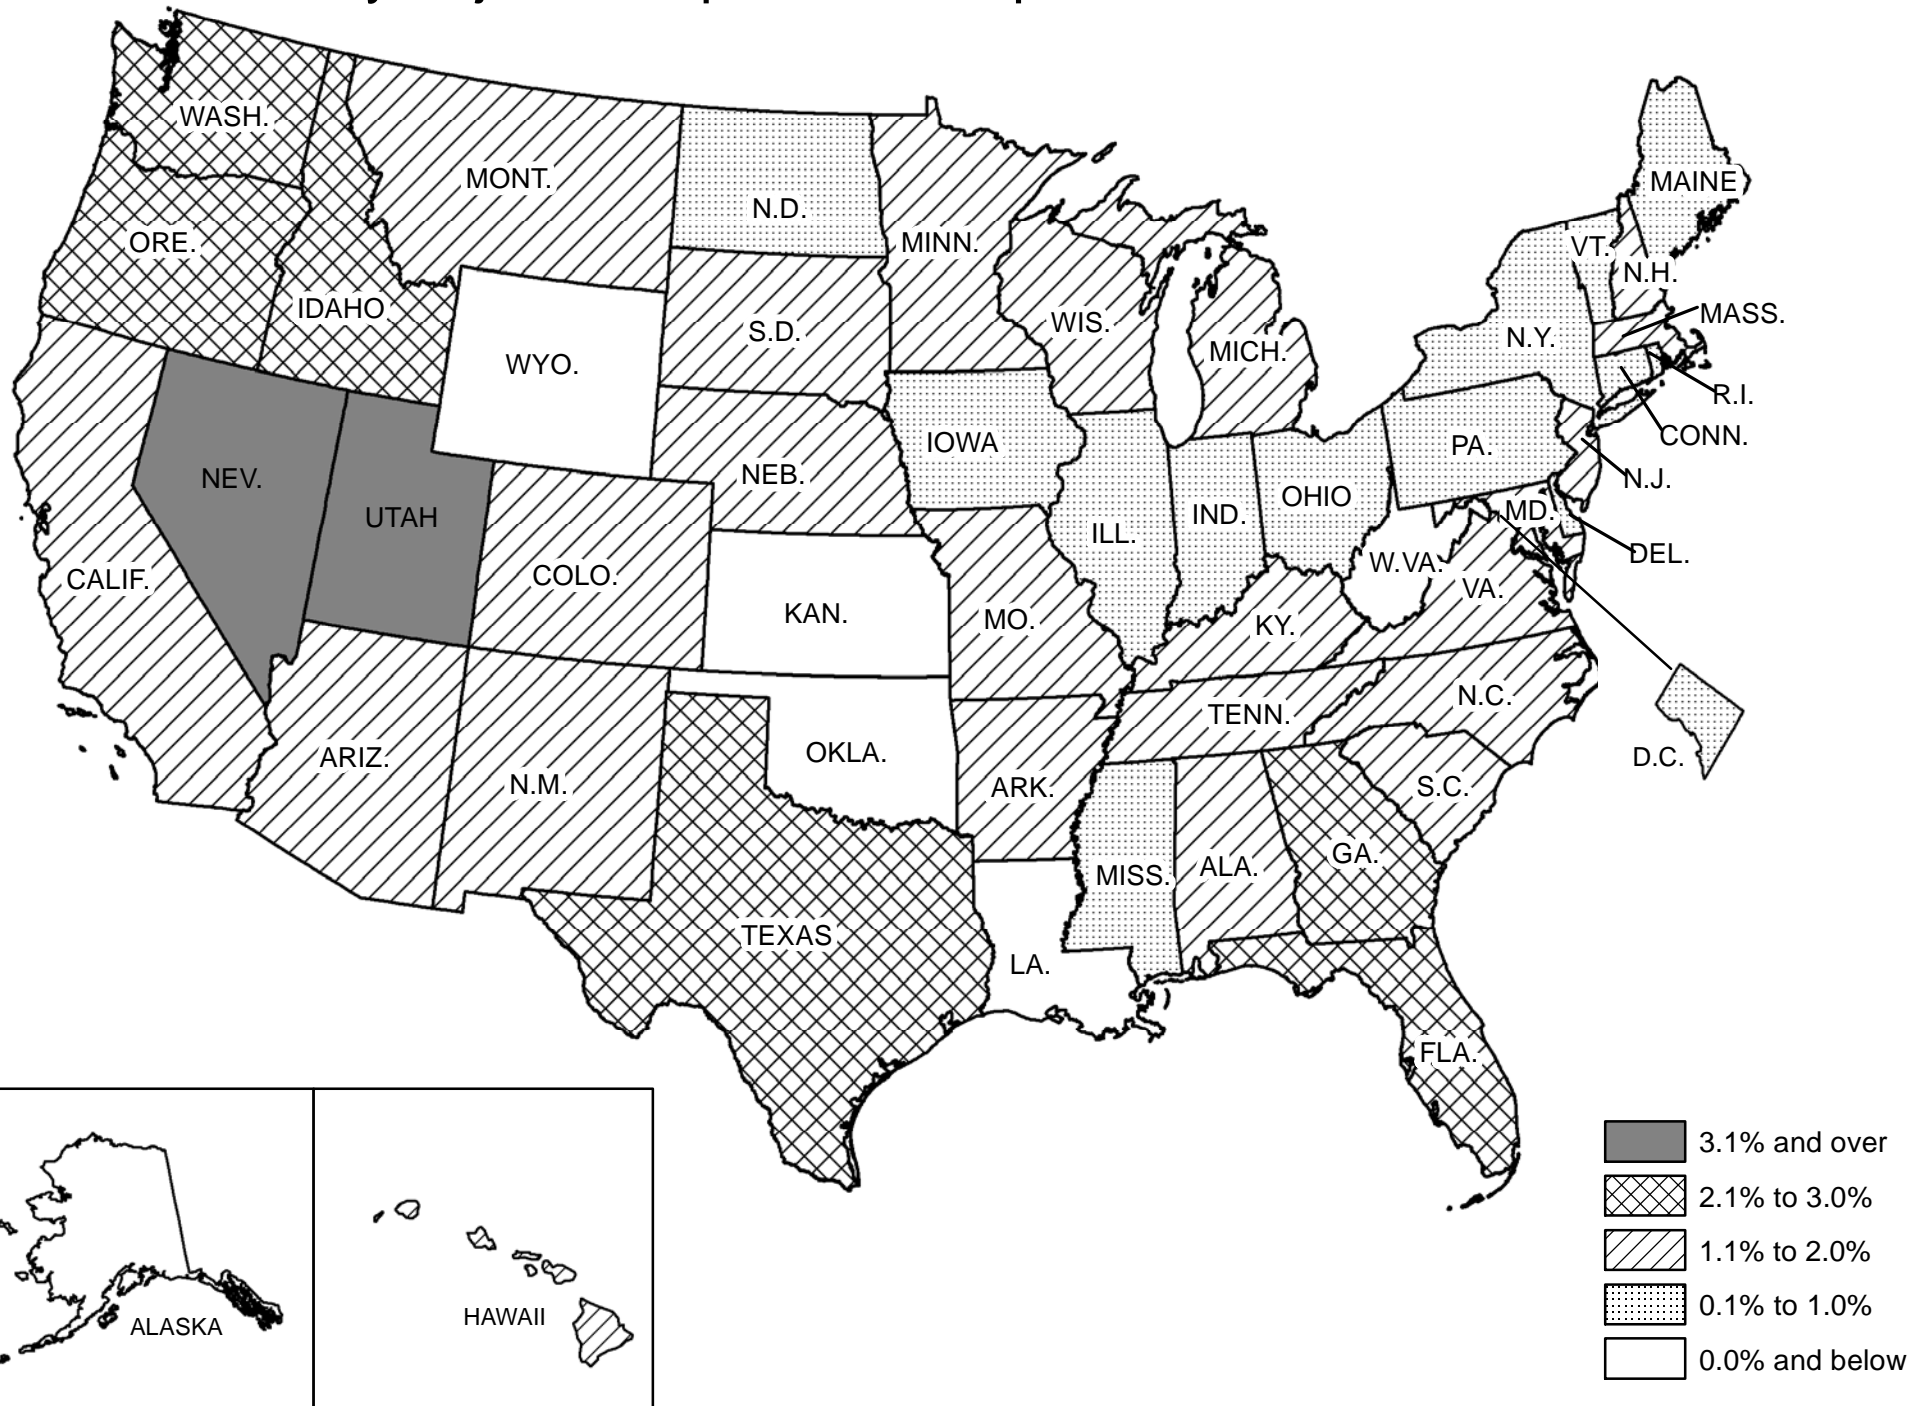 WASH.
MONT.
N.D.
MINN.
MAINE
ORE.
VT.
N.H.
IDAHO
S.D.
WIS.
MICH.
N.Y.
MASS.
WYO.
R.I.
IOWA
PA.
CONN.
NEV.
NEB.
N.J.
UTAH
ILL.
IND.
OHIO
MD.
DEL.
CALIF.
COLO.
KAN.
MO.
KY.
W.VA.
VA.
ARIZ.
N.M.
OKLA.
ARK.
TENN.
N.C.
D.C.
S.C.
MISS.
ALA.
GA.
TEXAS
LA.
FLA.
ALASKA
HAWAII
3.1% and over
2.1% to 3.0%
1.1% to 2.0%
0.1% to 1.0%
0.0% and below